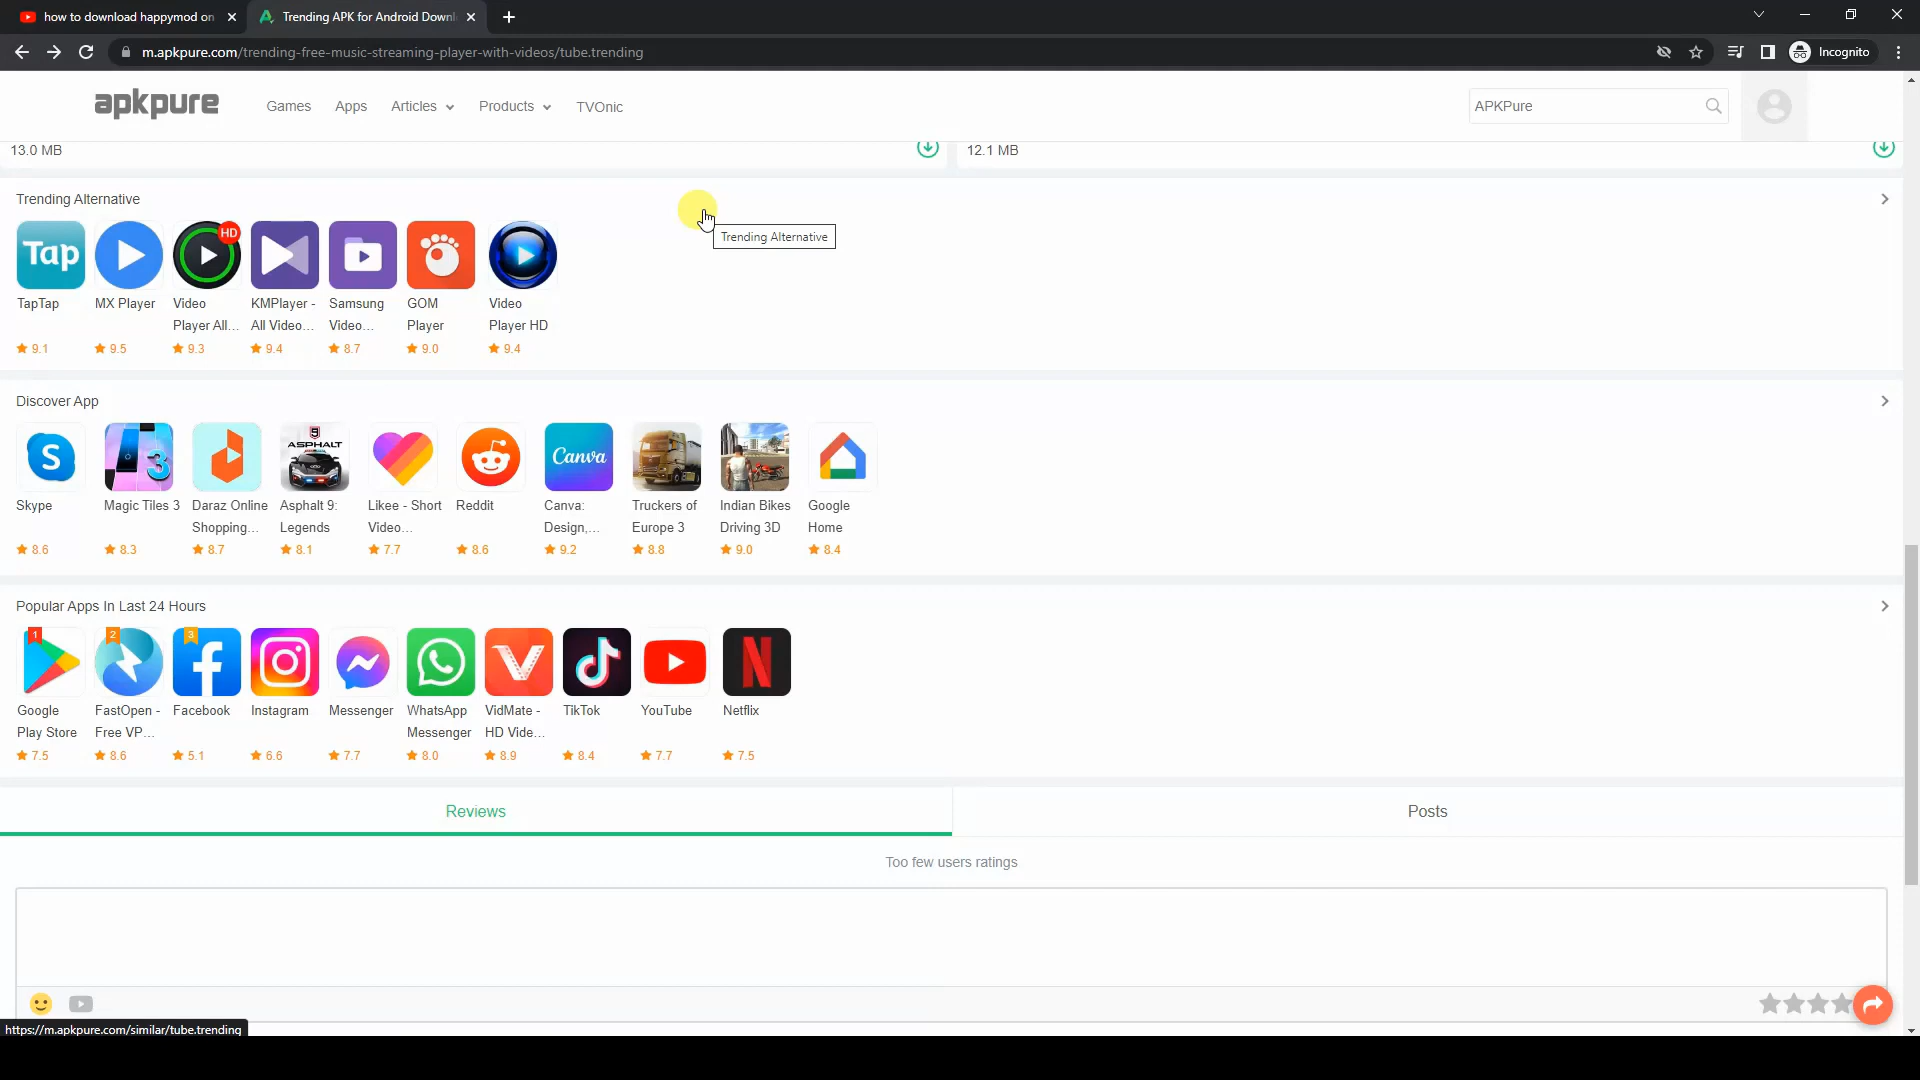 how to download happymod on
Trending APK for Android Downl
m.apkpure.com/trending-free-music-streaming-player-with-videos/tube.trending
Incognito
apkpure
Games
Apps
Articles
Products
TVOnic
APKPure
13.0 MB
12.1 MB
Trending Alternative
Trending Alternative
Tap
HD
TapTap
MX Player
Video
Player All...
KMPlayer -
All Video...
Samsung
Video...
GOM
Player
Video
Player HD
9.1
9.5
9.3
9.4
8.7
9.0
9.4
Discover App
S
3
9
ASPHALT
Canva
Skype
Magic Tiles 3
Daraz Online
Shopping...
Asphalt 9:
Legends
Likee - Short
Video...
Reddit
Canva:
Design,...
Truckers of
Europe 3
Indian Bikes
Driving 3D
Google
Home
8.6
8.3
8.7
8.1
7.7
8.6
9.2
8.8
9.0
8.4
Popular Apps In Last 24 Hours
1
2
3
Google
Play Store
FastOpen -
Free VP...
Facebook
Instagram
Messenger
WhatsApp
Messenger
VidMate -
HD Vide...
TikTok
YouTube
Netflix
7.5
8.6
5.1
6.6
7.7
8.0
8.9
8.4
7.7
7.5
Reviews
Posts
Too few users ratings
https://m.apkpure.com/similar/tube.trending